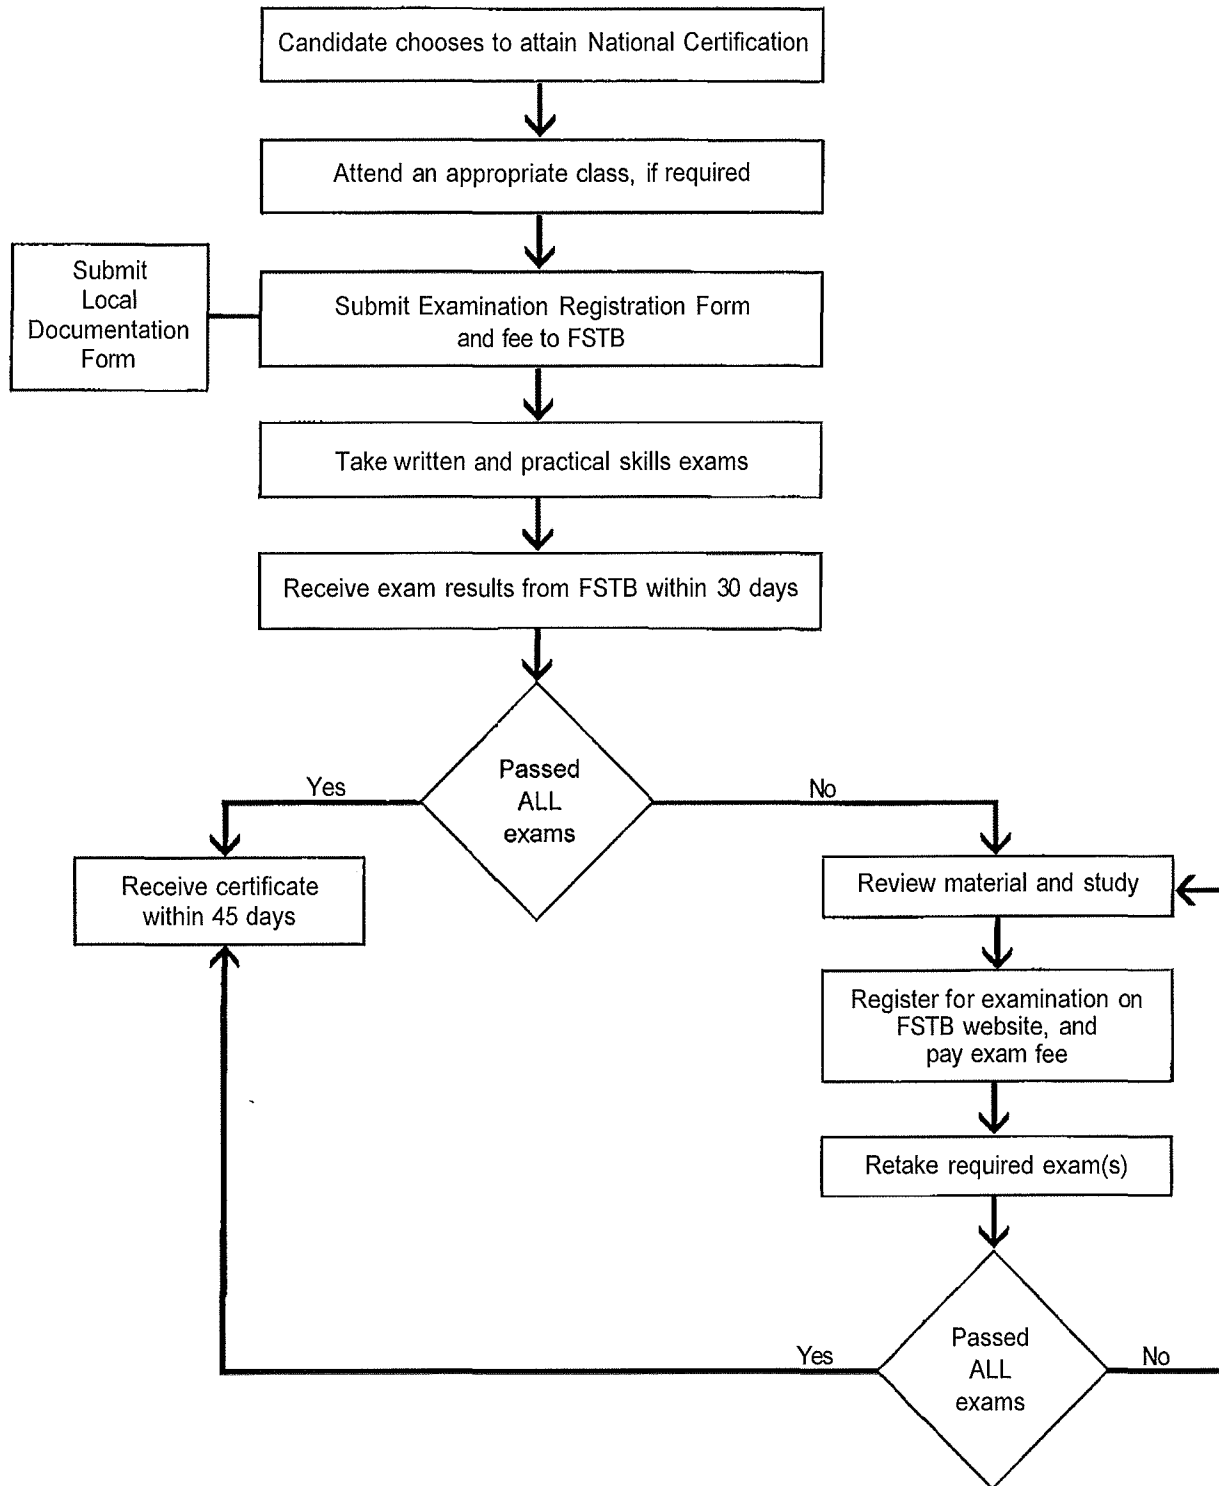 Candidate chooses to attain National Certification
Attend an appropriate class, if required
Submit
Local
Documentation
Form
Submit Examination Registration Form
and fee to FSTB
Take written and practical skills exams
Receive exam results from FSTB within 30 days
Passed
ALL
exams
Yes
No
Receive certificate
within 45 days
Review material and study
Register for examination on
FSTB website, and
pay exam fee
Retake required exam(s)
Passed
ALL
exams
Yes
No